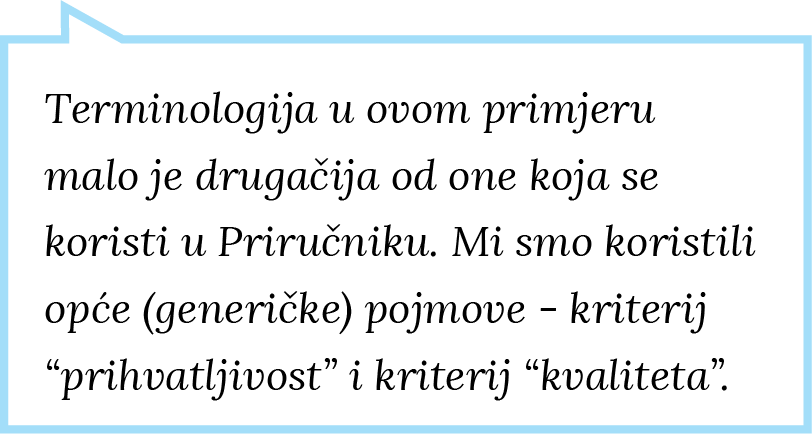 Terminologija u ovom primjeru
malo je drugačija od one koja se
koristi u Priručniku. Mi smo koristili
opće (generičke) pojmove - kriterij
“prihvatljivost” i kriterij “kvaliteta”.